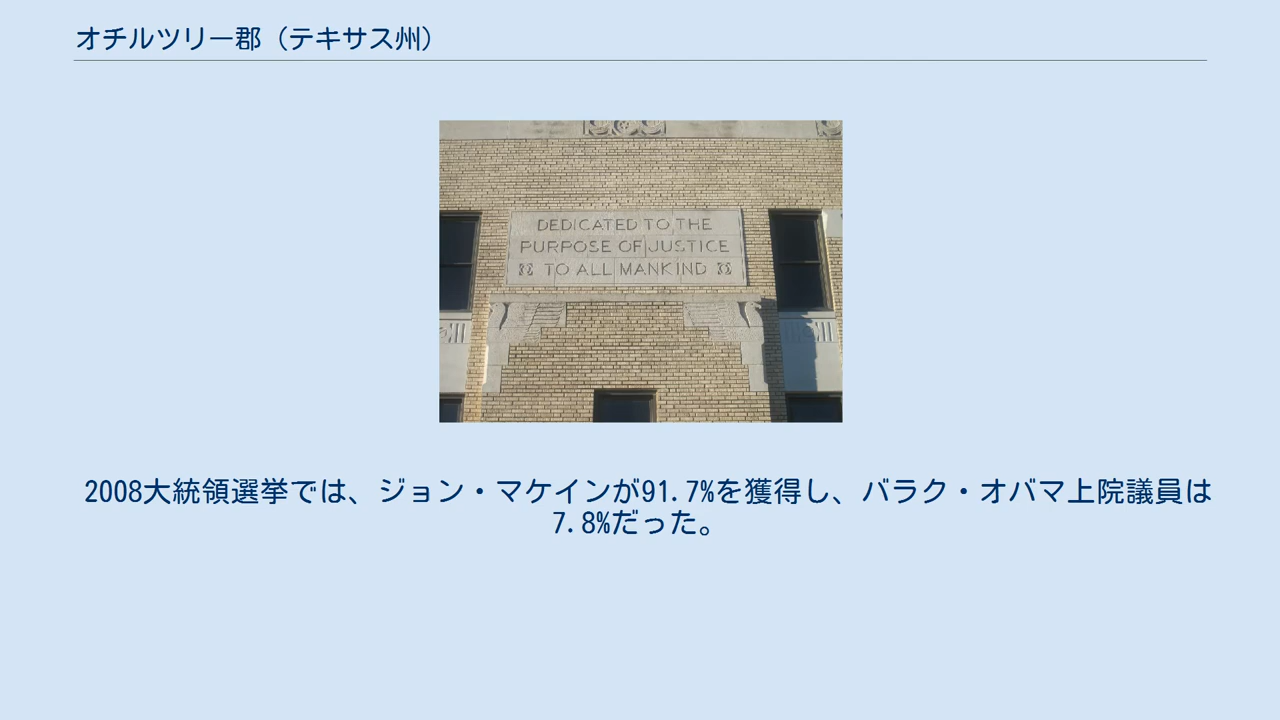 オチルツリー郡（テキサス州）
DEDICATED TO THE
PURPOSE OF JUSTICE
TO ALL MANKIND
2008大統領選挙では、ジョン・マケインが91.7%を獲得し、バラク・オバマ上院議員は
7.8%だった。